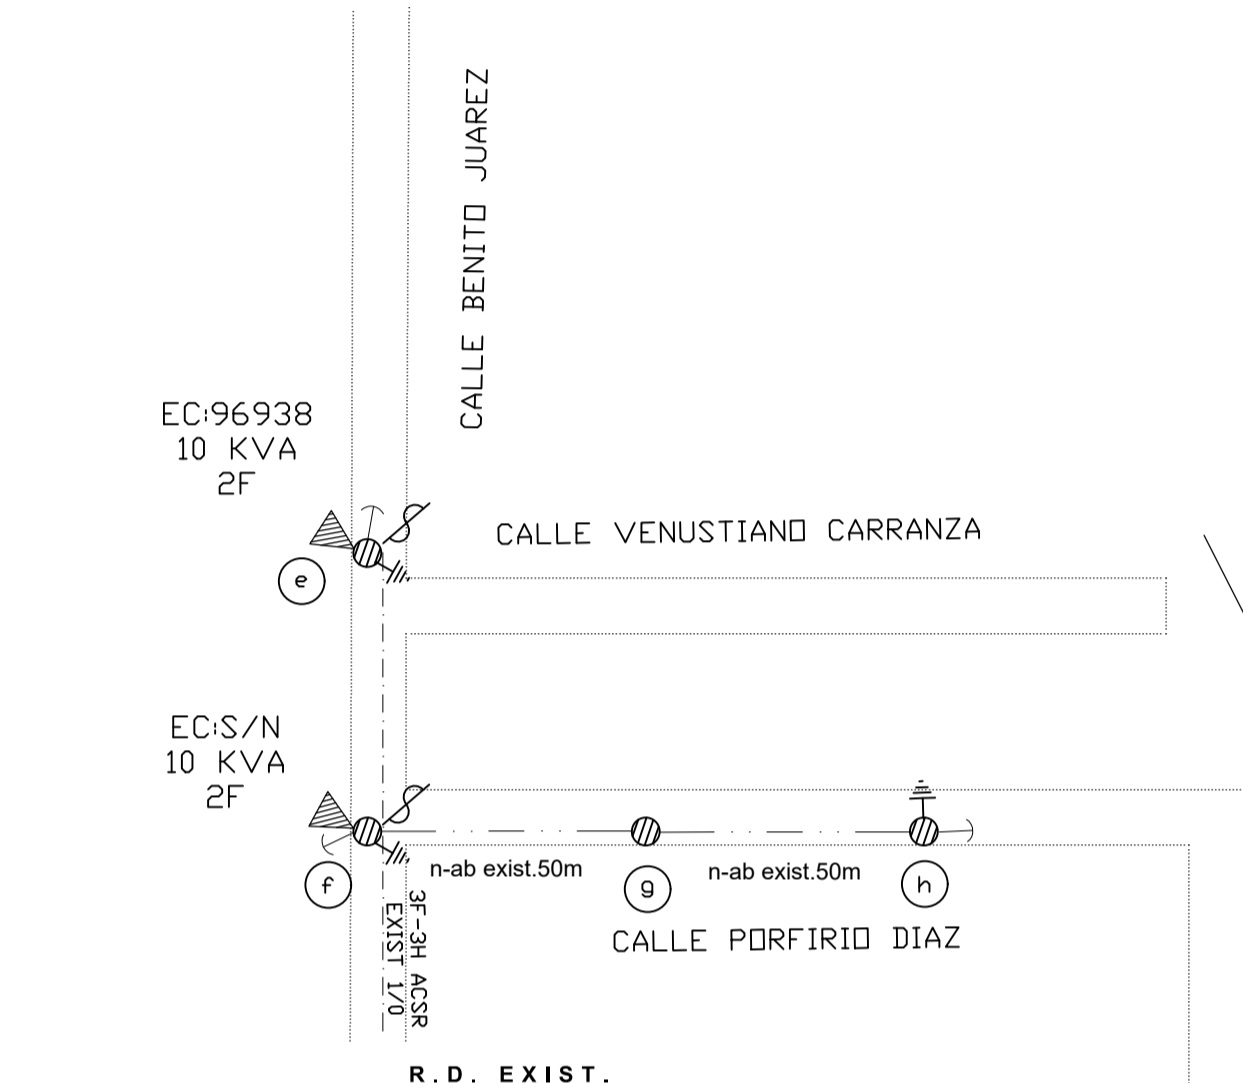 CALLE BENITO JUAREZ
EC:96938
10 KVA
2F
CALLE VENUSTIANO CARRANZA
e
EC:S/N
10 KVA
2F
n-ab exist.50m
n-ab exist.50m
f
g
h
3F-3H ACSR
EXIST 1/0
CALLE PORFIRIO DIAZ
R.D. EXIST.